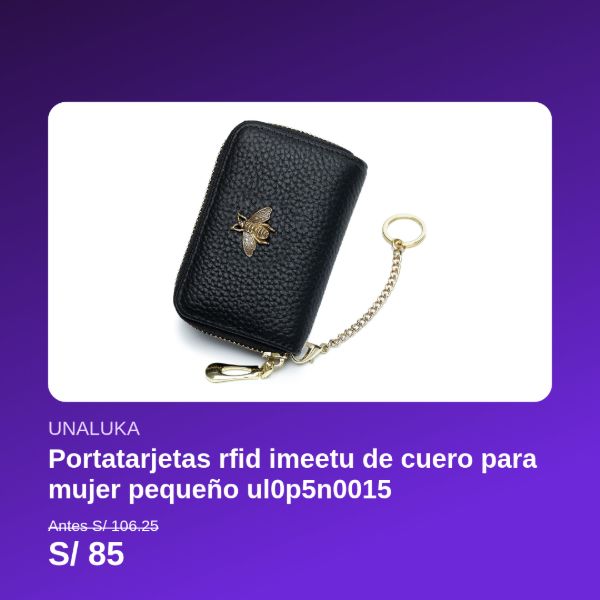 UNALUKA
Portatarjetas rfid imeetu de cuero para
mujer pequeño ul0p5n0015
Antes S/ 106.25
S/ 85